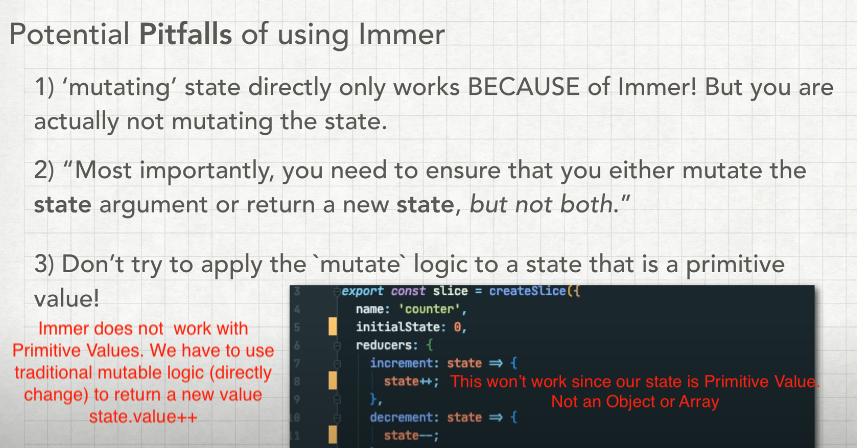 Potential Pitfalls of using Immer
1) ‘mutating’ state directly only works BECAUSE of Immer! But you are
actually not mutating the state.
2) “Most importantly, you need to ensure that you either mutate the
state argument or return a new state, but not both.”
3) Don’t try to apply the `mutate` logic to a state that is a primitive
value!
Immer does not work with
Primitive Values. We have to use
traditional mutable logic (directly
change) to return a new value
state.value++
3 export const slice = createSlice({
4 name: 'counter',
5 initialState: 0,
6 reducers: {
7 increment: state ⇒ {
8 state++; This won’t work since our state is Primitive Value.
9 }, Not an Object or Array
10 decrement: state ⇒ {
11 state--;